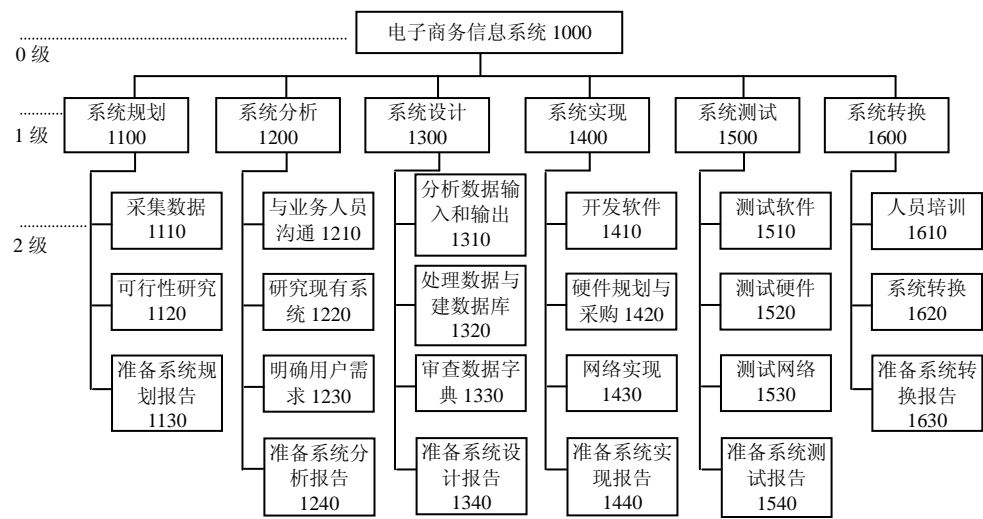 电子商务信息系统 1000
0 级
系统规划
1100
系统分析
1200
系统设计
1300
系统实现
1400
系统测试
1500
系统转换
1600
1 级
采集数据
1110
与业务人员
沟通 1210
分析数据输
入和输出
1310
开发软件
1410
测试软件
1510
人员培训
1610
2 级
可行性研究
1120
研究现有系
统 1220
处理数据与
建数据库
1320
硬件规划与
采购 1420
测试硬件
1520
系统转换
1620
准备系统规
划报告
1130
明确用户需
求 1230
审查数据字
典 1330
网络实现
1430
测试网络
1530
准备系统转
换报告
1630
准备系统分
析报告
1240
准备系统设
计报告
1340
准备系统实
现报告
1440
准备系统测
试报告
1540